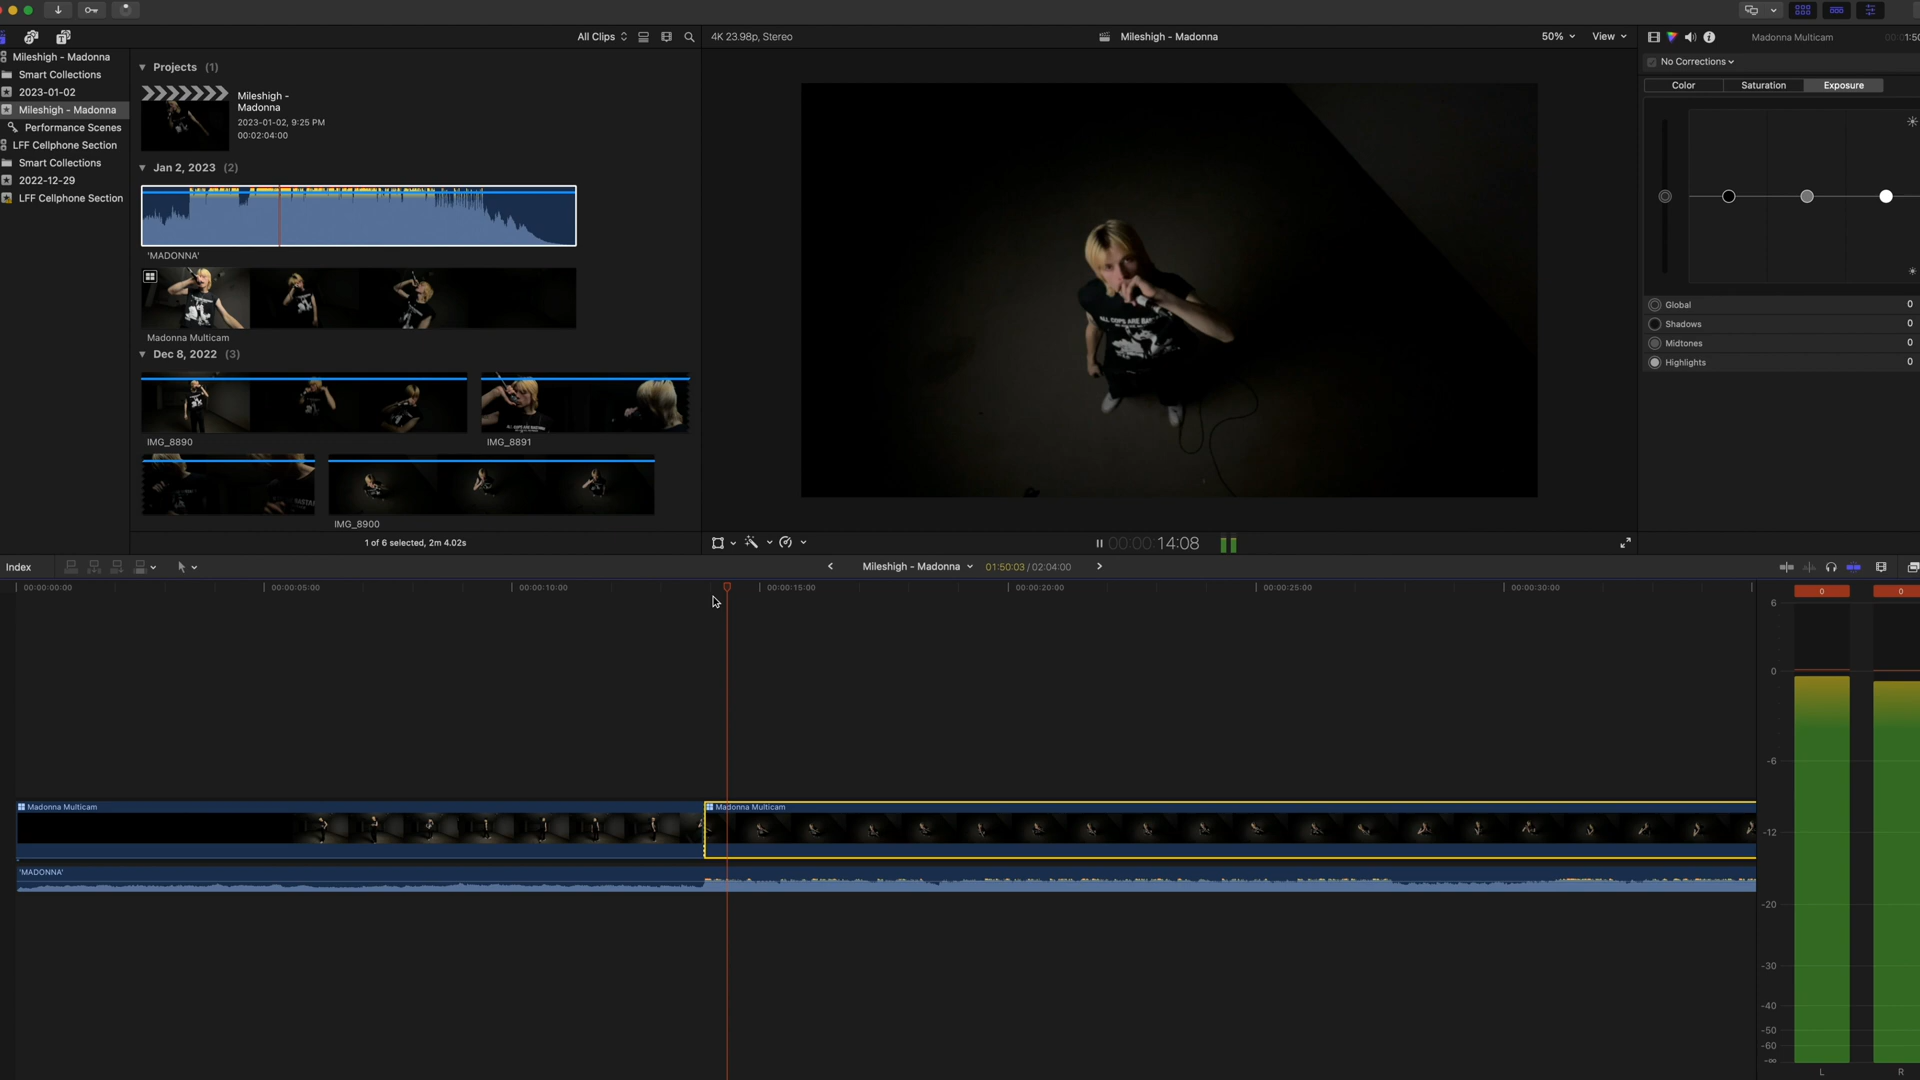 All Clips
4K 23.98p, Stereo
Mileshigh - Madonna
50%
View
Madonna Multicam
Mileshigh - Madonna
Smart Collections
2023-01-02
Mileshigh - Madonna
Performance Scenes
LFF Cellphone Section
Smart Collections
2022-12-29
LFF Cellphone Section
Projects (1)
Mileshigh -
Madonna
2023-01-02, 9:25 PM
00:02:04:00
Jan 2, 2023 (2)
'MADONNA'
Madonna Multicam
Dec 8, 2022 (3)
IMG_8890
IMG_8891
IMG_8900
1 of 6 selected, 2m 4.02s
No Corrections
Color
Saturation
Exposure
Global 0
Shadows 0
Midtones 0
Highlights 0
00:00:14:08
Index
Mileshigh - Madonna
01:50:03 / 02:04:00
00:00:00:00
00:00:05:00
00:00:10:00
00:00:15:00
00:00:20:00
00:00:25:00
00:00:30:00
0 0
6
0
-6
-12
-20
-30
-40
-50
-60
-∞
L R
Madonna Multicam
Madonna Multicam
'MADONNA'